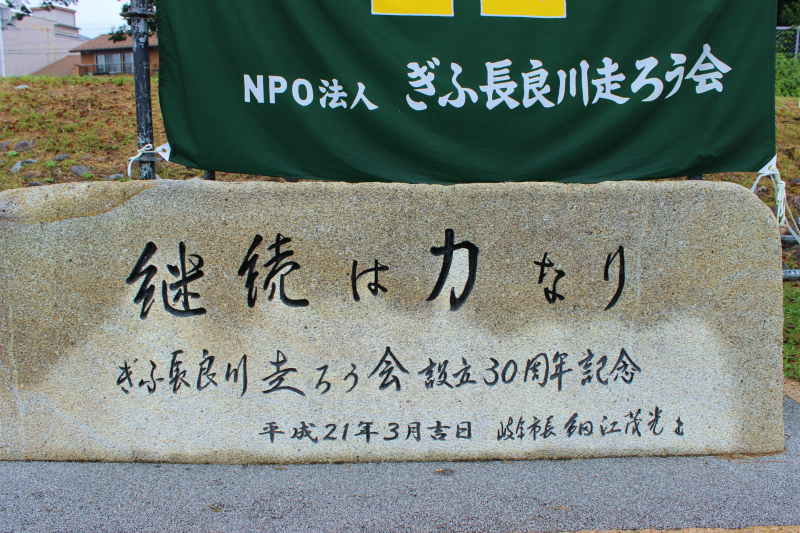 NPO法人 ぎふ長良川走ろう会
継続は力なり
ぎふ長良川走ろう会 設立30周年記念
平成21年3月吉日 岐阜市長 細江茂光